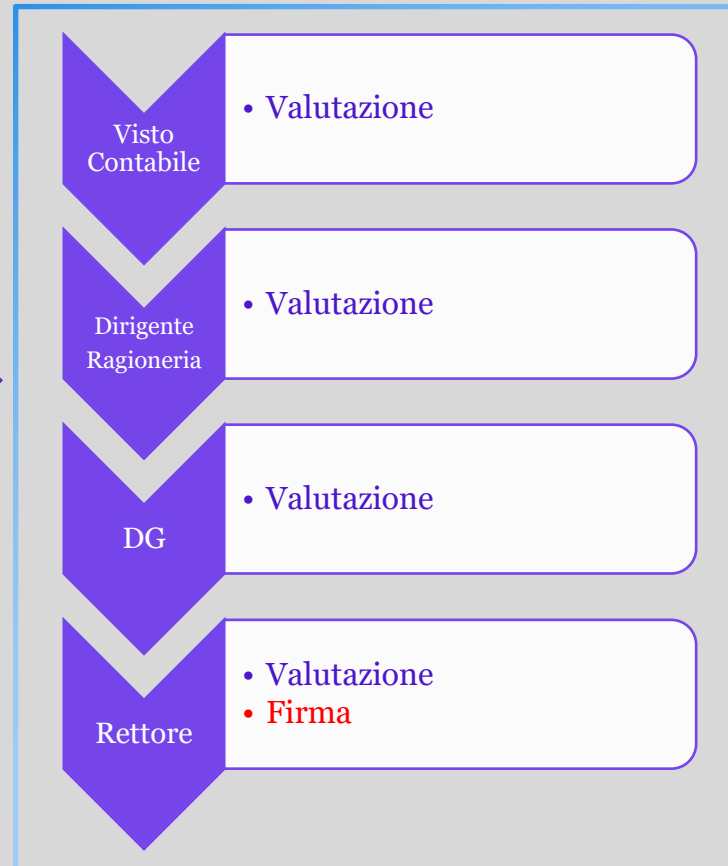 Visto
Contabile
• Valutazione
Dirigente
Ragioneria
• Valutazione
DG
• Valutazione
Rettore
• Valutazione
• Firma